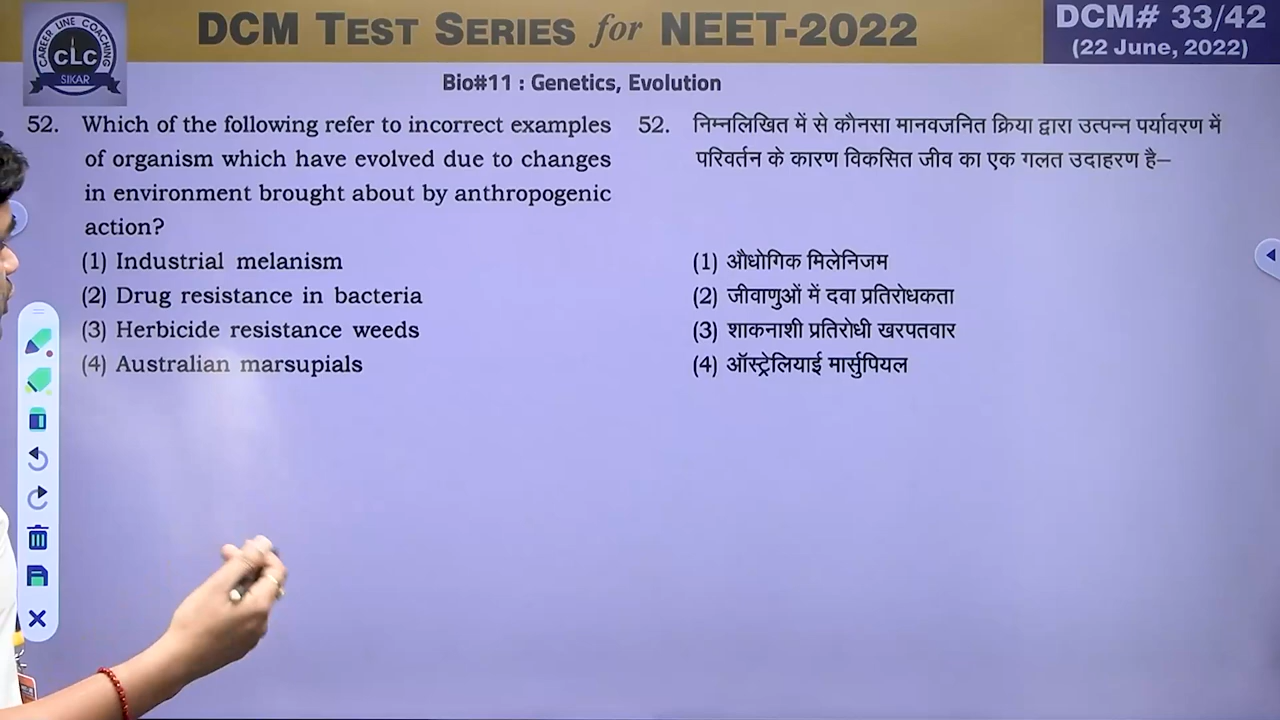 CAREER LINE COACHING
CLC
SIKAR
DCM TEST SERIES for NEET-2022
DCM# 33/42
(22 June, 2022)
Bio#11 : Genetics, Evolution
52. Which of the following refer to incorrect examples
of organism which have evolved due to changes
in environment brought about by anthropogenic
action?
(1) Industrial melanism
(2) Drug resistance in bacteria
(3) Herbicide resistance weeds
(4) Australian marsupials
52. निम्नलिखित में से कौनसा मानवजनित क्रिया द्वारा उत्पन्न पर्यावरण में
परिवर्तन के कारण विकसित जीव का एक गलत उदाहरण है–
(1) औधोगिक मिलेनिजम
(2) जीवाणुओं में दवा प्रतिरोधकता
(3) शाकनाशी प्रतिरोधी खरपतवार
(4) ऑस्ट्रेलियाई मार्सुपियल